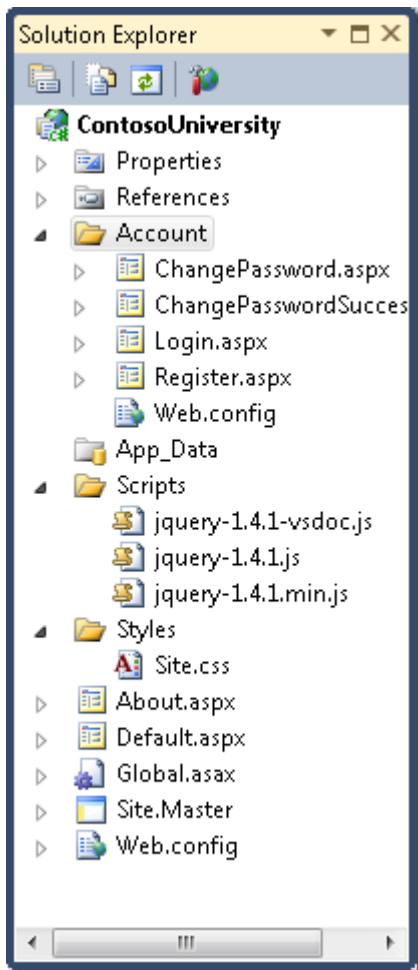 Solution Explorer
ContosoUniversity
Properties
References
Account
ChangePassword.aspx
ChangePasswordSucces
Login.aspx
Register.aspx
Web.config
App_Data
Scripts
jquery-1.4.1-vsdoc.js
jquery-1.4.1.js
jquery-1.4.1.min.js
Styles
Site.css
About.aspx
Default.aspx
Global.asax
Site.Master
Web.config